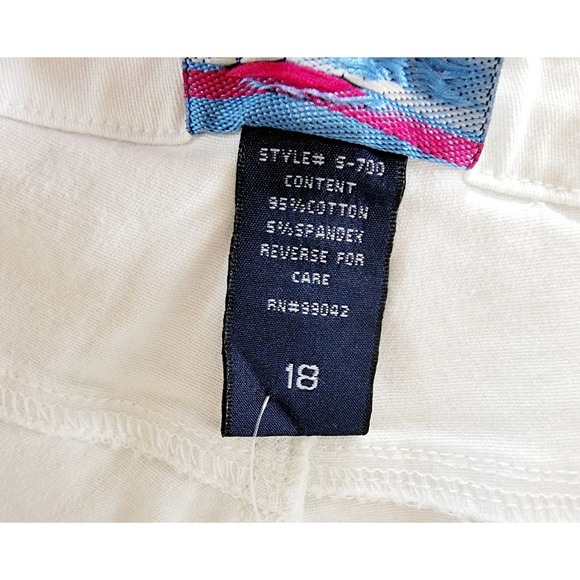 STYLE# S-700
CONTENT
95%COTTON
5%SPANDEX
REVERSE FOR
CARE
RN#99042
18